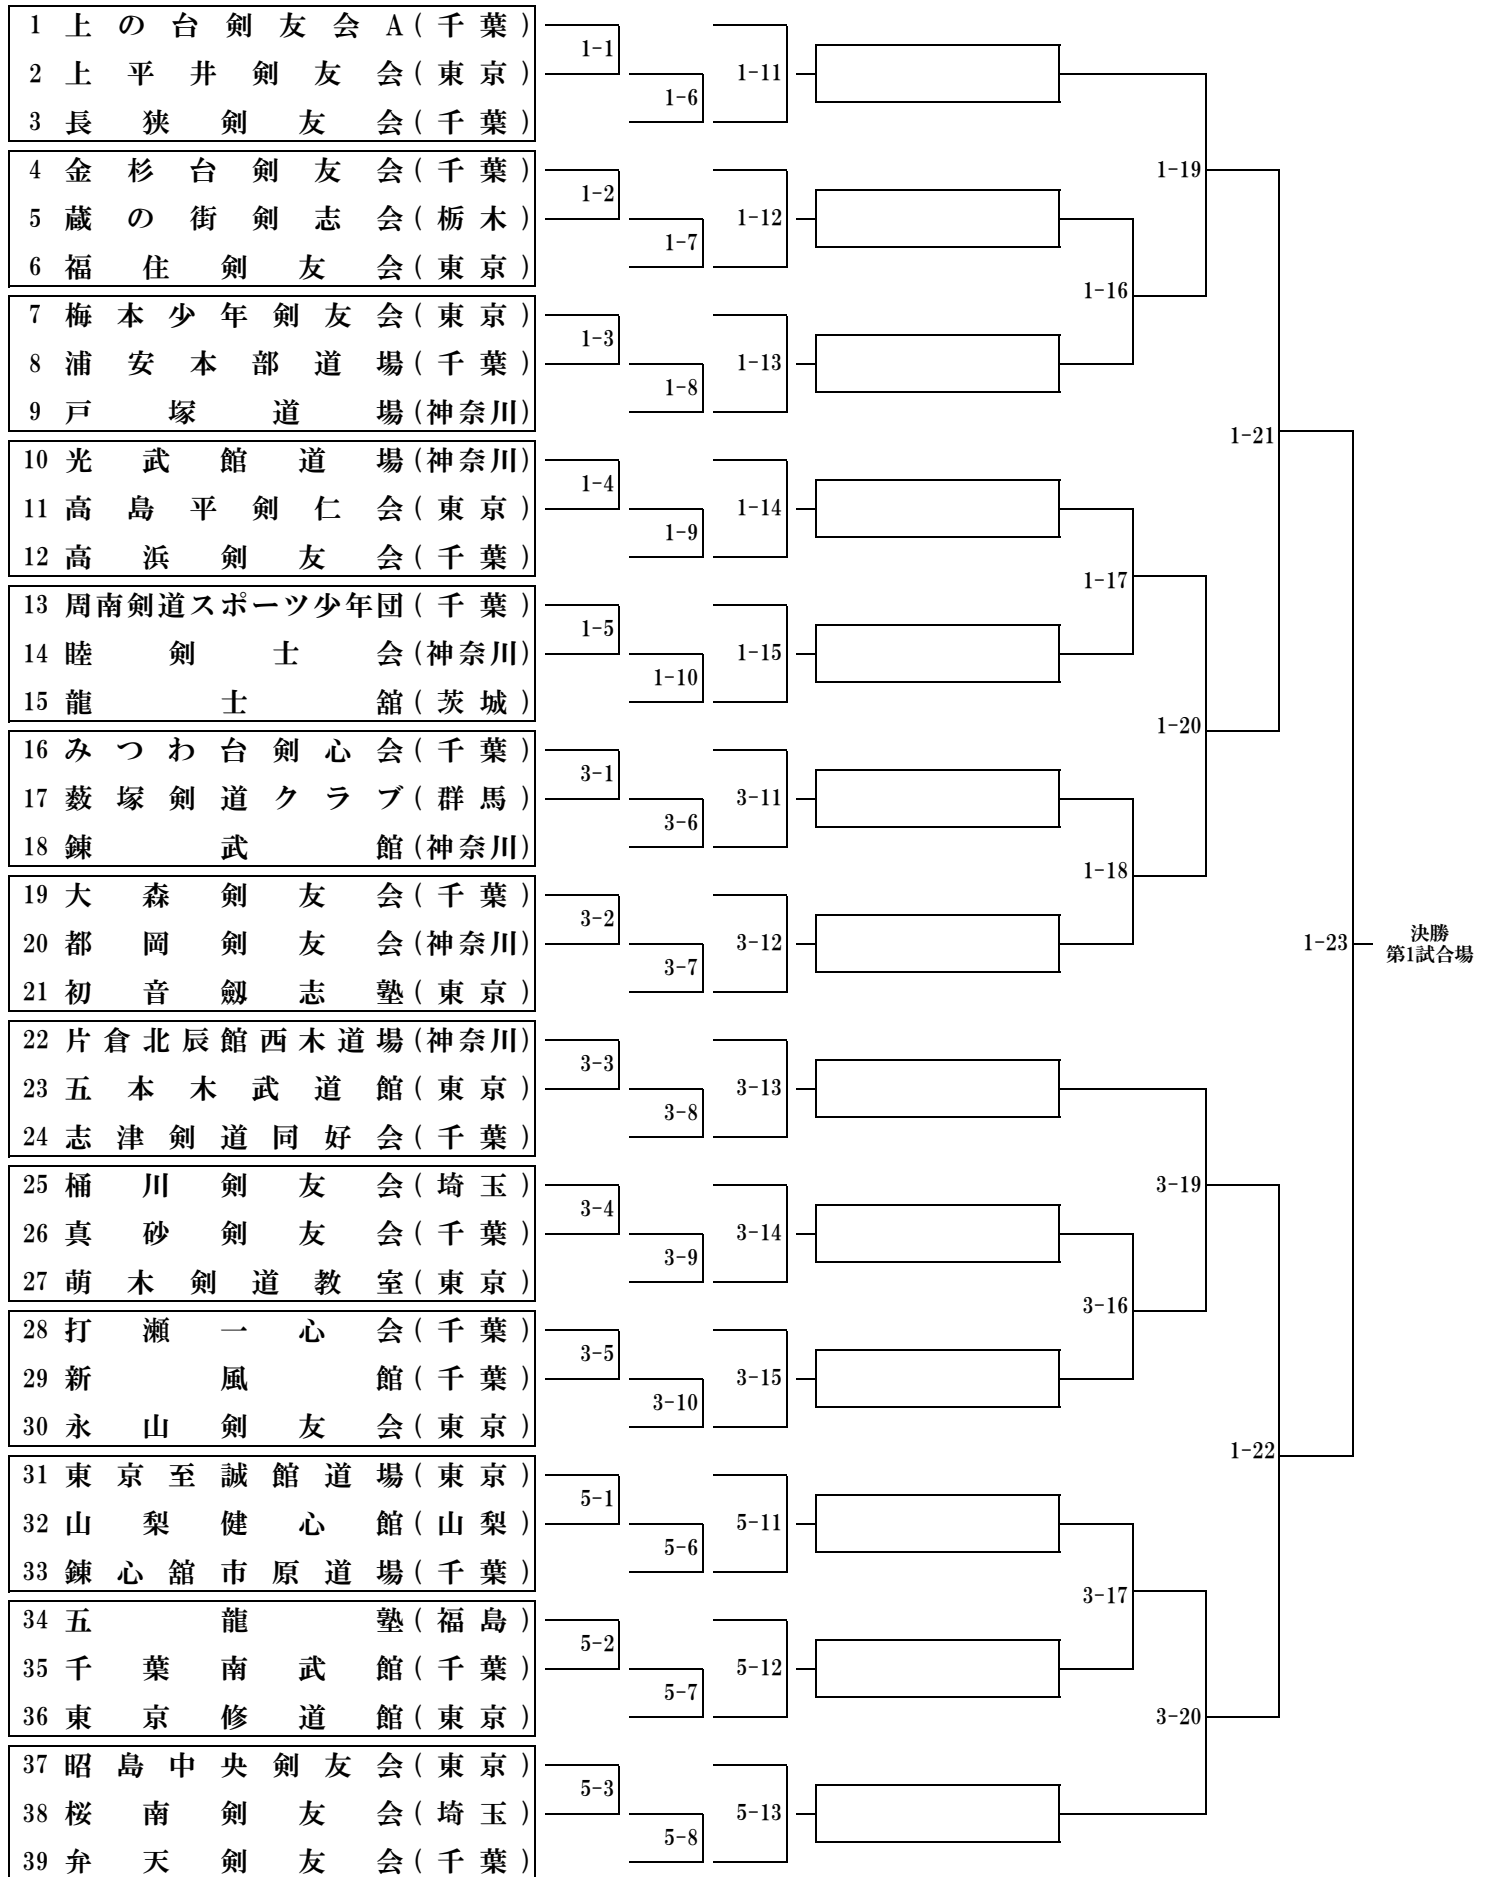 1 上の台剣友会A(千葉)
2 上平井剣友会(東京)
3 長狭剣友会(千葉)
1-1
1-6
1-11
4 金杉台剣友会(千葉)
5 蔵の街剣志会(栃木)
6 福住剣友会(東京)
1-2
1-7
1-12
7 梅本少年剣友会(東京)
8 浦安本部道場(千葉)
9 戸塚道場(神奈川)
1-3
1-8
1-13
10 光武館道場(神奈川)
11 高島平剣仁会(東京)
12 高浜剣友会(千葉)
1-4
1-9
1-14
13 周南剣道スポーツ少年団(千葉)
14 睦剣士会(神奈川)
15 龍士舘(茨城)
1-5
1-10
1-15
16 みつわ台剣心会(千葉)
17 薮塚剣道クラブ(群馬)
18 錬武館(神奈川)
3-1
3-6
3-11
19 大森剣友会(千葉)
20 都岡剣友会(神奈川)
21 初音劔志塾(東京)
3-2
3-7
3-12
22 片倉北辰館西木道場(神奈川)
23 五本木武道館(東京)
24 志津剣道同好会(千葉)
3-3
3-8
3-13
25 桶川剣友会(埼玉)
26 真砂剣友会(千葉)
27 萌木剣道教室(東京)
3-4
3-9
3-14
28 打瀬一心会(千葉)
29 新風館(千葉)
30 永山剣友会(東京)
3-5
3-10
3-15
31 東京至誠館道場(東京)
32 山梨健心館(山梨)
33 錬心舘市原道場(千葉)
5-1
5-6
5-11
34 五龍塾(福島)
35 千葉南武館(千葉)
36 東京修道館(東京)
5-2
5-7
5-12
37 昭島中央剣友会(東京)
38 桜南剣友会(埼玉)
39 弁天剣友会(千葉)
5-3
5-8
5-13
1-19
1-16
1-21
1-17
1-20
1-18
3-19
3-16
1-22
3-17
3-20
1-23
決勝
第1試合場